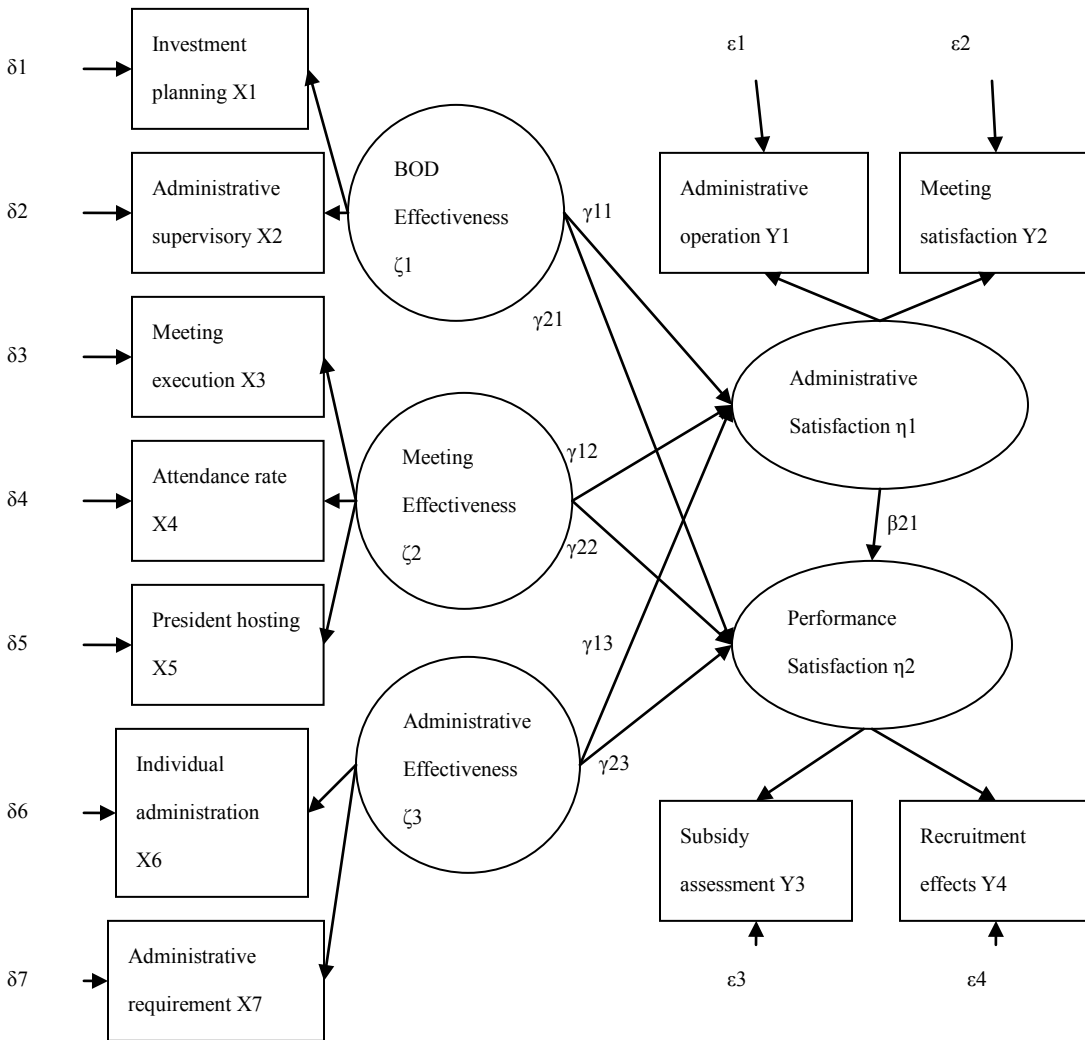 δ1
Investment
planning X1
δ2
Administrative
supervisory X2
δ3
Meeting
execution X3
δ4
Attendance rate
X4
δ5
President hosting
X5
δ6
Individual
administration
X6
δ7
Administrative
requirement X7
BOD
Effectiveness
ζ1
Meeting
Effectiveness
ζ2
Administrative
Effectiveness
ζ3
γ11
γ21
γ12
γ22
γ13
γ23
ε1
ε2
Administrative
operation Y1
Meeting
satisfaction Y2
Administrative
Satisfaction η1
β21
Performance
Satisfaction η2
Subsidy
assessment Y3
Recruitment
effects Y4
ε3
ε4